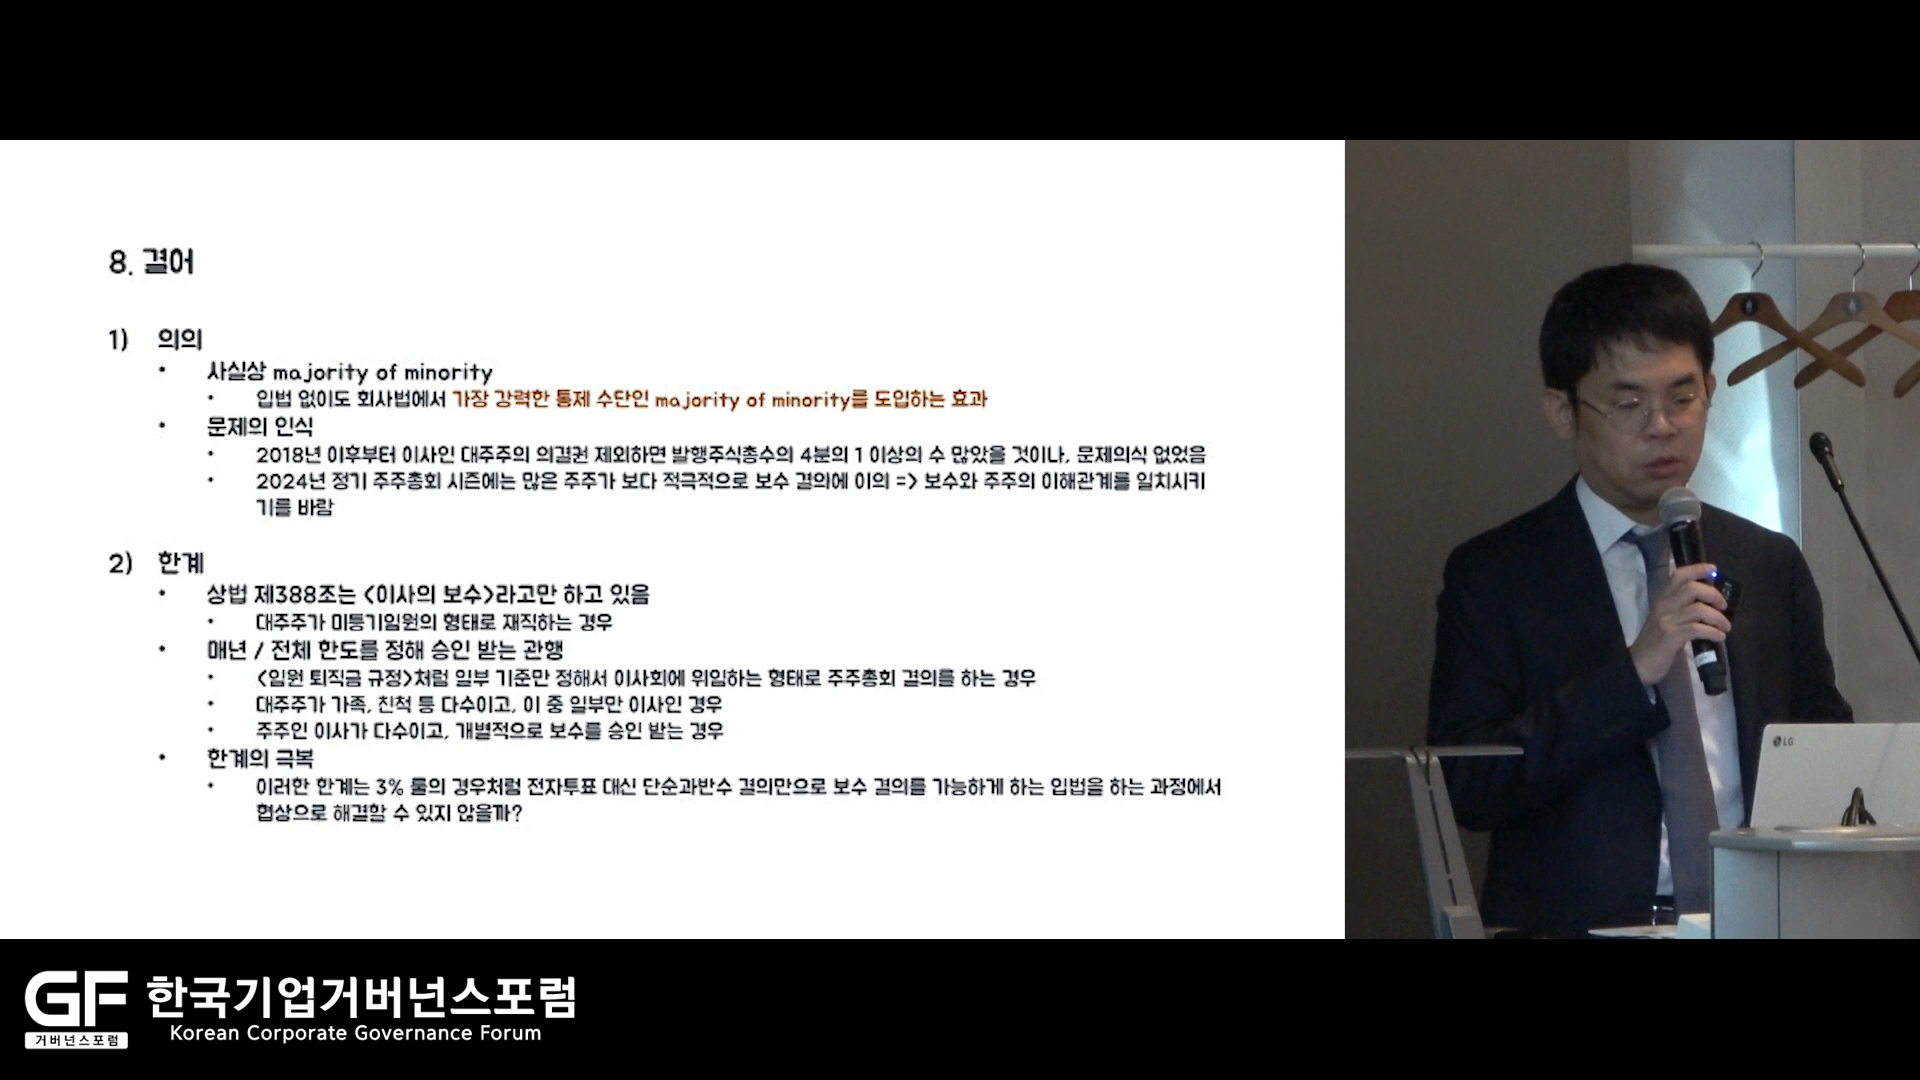 8. 결어
1) 의의
• 사실상 majority of minority
• 입법 없이도 회사법에서 가장 강력한 통제 수단인 majority of minority를 도입하는 효과
• 문제의 인식
• 2018년 이후부터 이사인 대주주의 의결권 제외하면 발행주식총수의 4분의 1 이상의 수 많았을 것이나, 문제의식 없었음
• 2024년 정기 주주총회 시즌에는 많은 주주가 보다 적극적으로 보수 결의에 이의 => 보수와 주주의 이해관계를 일치시키
기를 바람
2) 한계
• 상법 제388조는 <이사의 보수>라고만 하고 있음
• 대주주가 미등기임원의 형태로 재직하는 경우
• 매년 / 전체 한도를 정해 승인 받는 관행
• <임원 퇴직금 규정>처럼 일부 기준만 정해서 이사회에 위임하는 형태로 주주총회 결의를 하는 경우
• 대주주가 가족, 친척 등 다수이고, 이 중 일부만 이사인 경우
• 주주인 이사가 다수이고, 개별적으로 보수를 승인 받는 경우
• 한계의 극복
• 이러한 한계는 3% 룰의 경우처럼 전자투표 대신 단순과반수 결의만으로 보수 결의를 가능하게 하는 입법을 하는 과정에서
협상으로 해결할 수 있지 않을까?
LG
GF 한국기업거버넌스포럼
거버넌스포럼 Korean Corporate Governance Forum